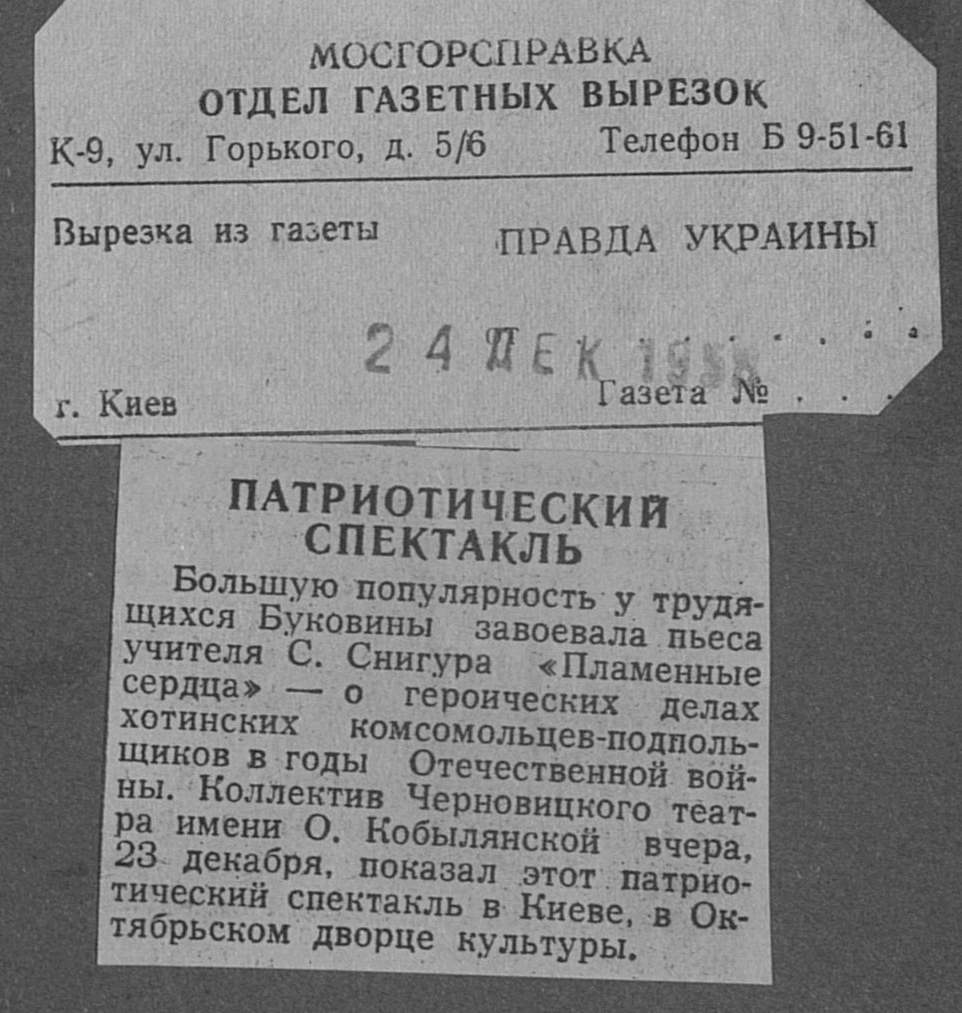 МОСГОРСПРАВКА
ОТДЕЛ ГАЗЕТНЫХ ВЫРЕЗОК
К-9, ул. Горького, д. 5/6 Телефон Б 9-51-61
Вырезка из газеты ПРАВДА УКРАИНЫ
24 ДЕК
г. Киев Газета № . . .
ПАТРИОТИЧЕСКИЙ
СПЕКТАКЛЬ
Большую популярность у трудя-
щихся Буковины завоевала пьеса
учителя С. Снигура «Пламенные
сердца» — о героических делах
хотинских комсомольцев-подполь-
щиков в годы Отечественной вой-
ны. Коллектив Черновицкого теат-
ра имени О. Кобылянской вчера,
23 декабря, показал этот патрио-
тический спектакль в Киеве, в Ок-
тябрьском дворце культуры.